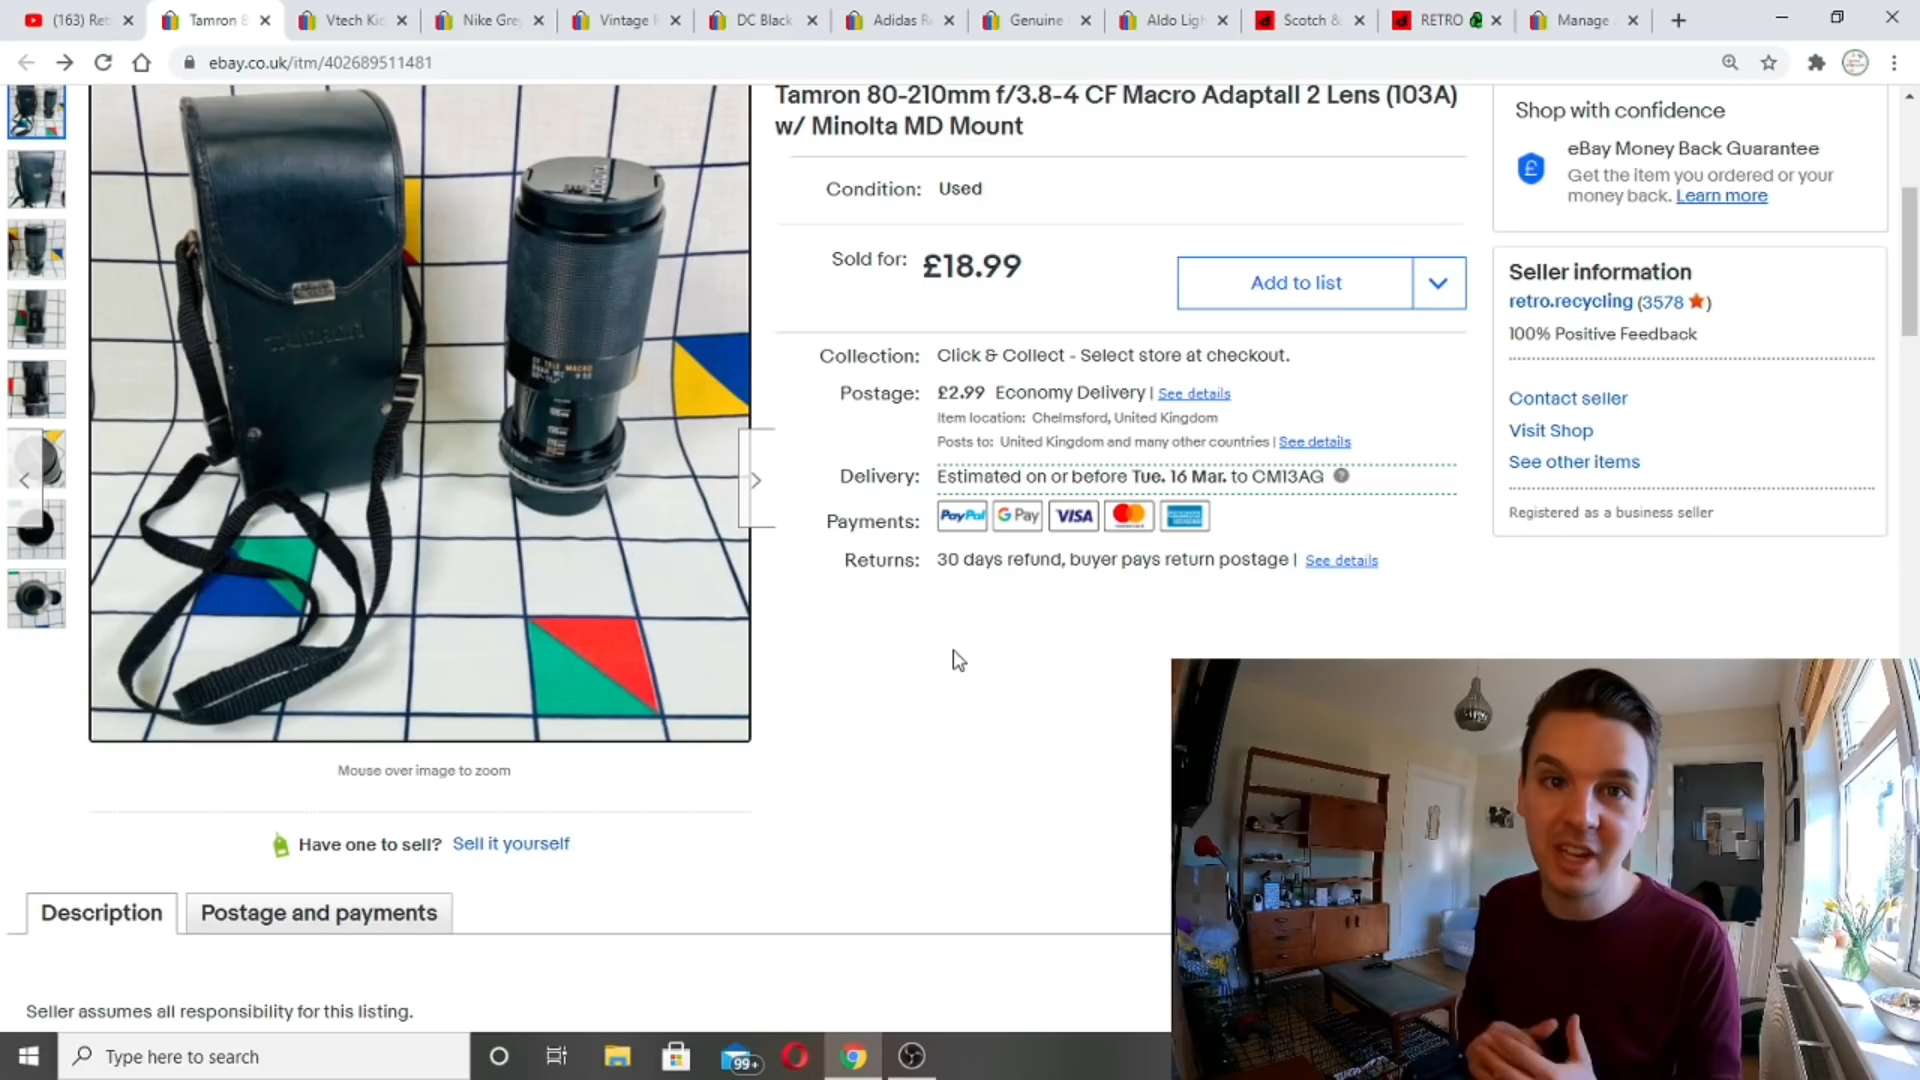 (163) Ret
Tamron 8
Vtech Kid
Nike Gre
Vintage
DC Black
Adidas R
Genuine
Aldo Ligh
Scotch &
RETRO
Manage
ebay.co.uk/itm/402689511481
Tamron 80-210mm f/3.8-4 CF Macro Adaptall 2 Lens (103A)
w/ Minolta MD Mount
Condition: Used
Sold for: £18.99
Add to list
Collection: Click & Collect - Select store at checkout.
Postage: £2.99 Economy Delivery | See details
Item location: Chelmsford, United Kingdom
Posts to: United Kingdom and many other countries | See details
Delivery: Estimated on or before Tue. 16 Mar. to CM13AG
Payments: PayPal G Pay VISA
Returns: 30 days refund, buyer pays return postage | See details
Shop with confidence
eBay Money Back Guarantee
Get the item you ordered or your
money back. Learn more
Seller information
retro.recycling (3578)
100% Positive Feedback
Contact seller
Visit Shop
See other items
Registered as a business seller
TAMRON
Mouse over image to zoom
Have one to sell? Sell it yourself
Description
Postage and payments
Seller assumes all responsibility for this listing.
Type here to search
99+